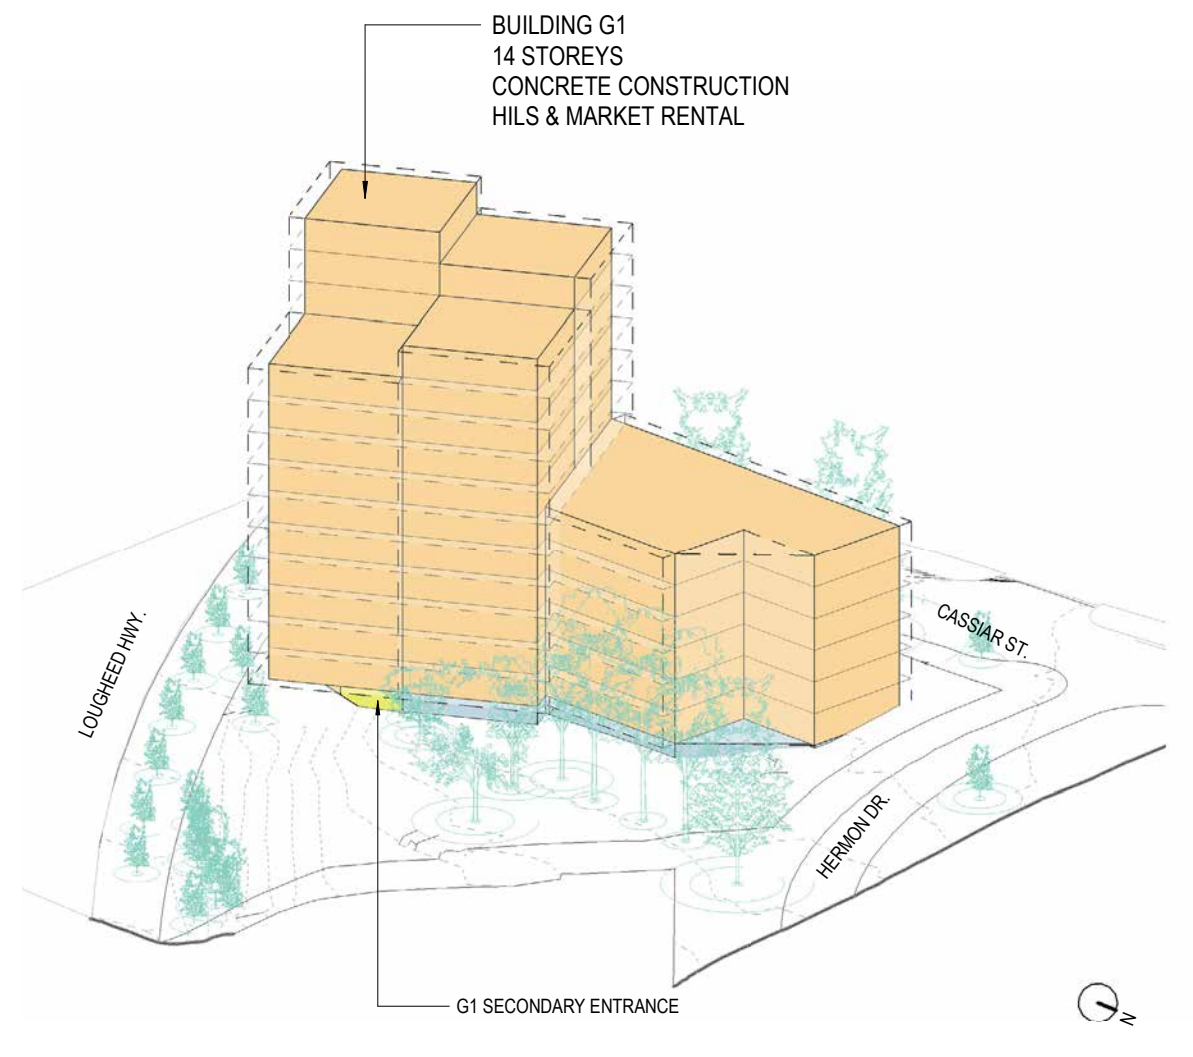 BUILDING G1
14 STOREYS
CONCRETE CONSTRUCTION
HILS & MARKET RENTAL
LOUGHEED HWY.
CASSIAR ST.
HERMON DR.
G1 SECONDARY ENTRANCE
N